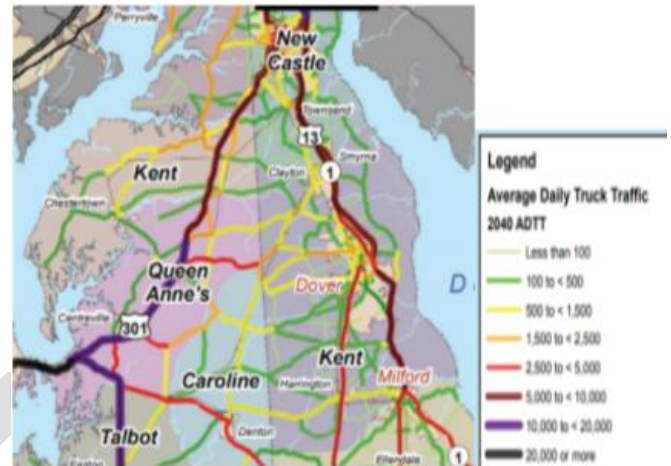 Perryville
New
Castle
Townsend
13
Smyrna
Clayton
1
Kent
Chestertown
Queen
Anne's
Dover
D
Centreville
301
Kent
Caroline
Harrington
Milford
Talbot
Denton
Easton
Ellendale
1
Legend
Average Daily Truck Traffic
2040 ADTT
Less than 100
100 to < 500
500 to < 1,500
1,500 to < 2,500
2,500 to < 5,000
5,000 to < 10,000
10,000 to < 20,000
20,000 or more